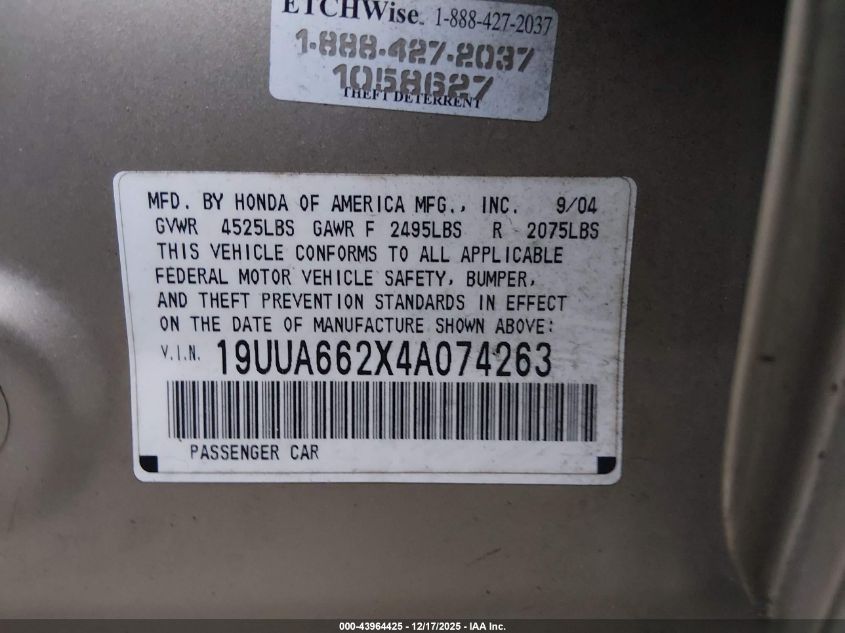 ETCHWise. 1-888-427-2037
1-888-427-2037
1058627
THEFT DETERRENT
MFD. BY HONDA OF AMERICA MFG., INC. 9/04
GVWR 4525LBS GAWR F 2495LBS R 2075LBS
THIS VEHICLE CONFORMS TO ALL APPLICABLE
FEDERAL MOTOR VEHICLE SAFETY, BUMPER,
AND THEFT PREVENTION STANDARDS IN EFFECT
ON THE DATE OF MANUFACTURE SHOWN ABOVE:
V.I.N. 19UUA662X4A074263
PASSENGER CAR
000-43964425 - 12/17/2025 - IAA Inc.